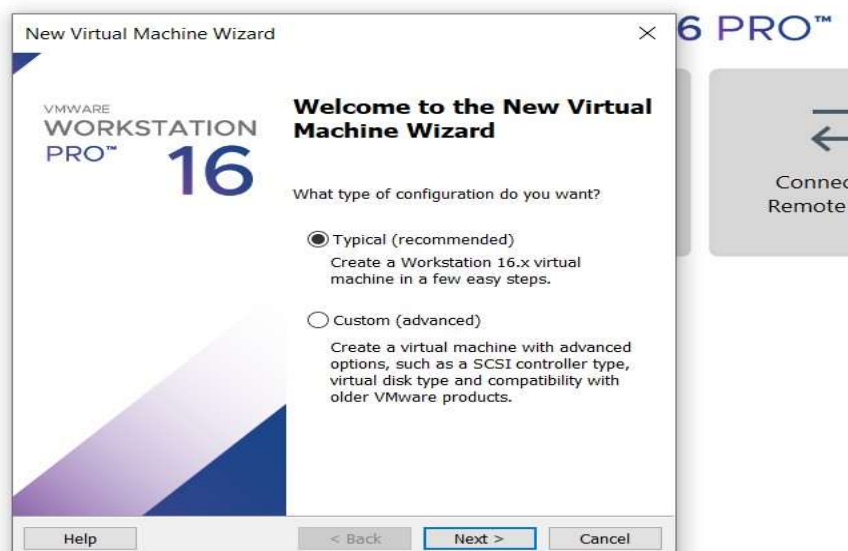 New Virtual Machine Wizard
6 PRO™
VMWARE
WORKSTATION
PRO™ 16
Welcome to the New Virtual
Machine Wizard
What type of configuration do you want?
Typical (recommended)
Create a Workstation 16.x virtual
machine in a few easy steps.
Custom (advanced)
Create a virtual machine with advanced
options, such as a SCSI controller type,
virtual disk type and compatibility with
older VMware products.
Help
< Back
Next >
Cancel
Connec
Remote